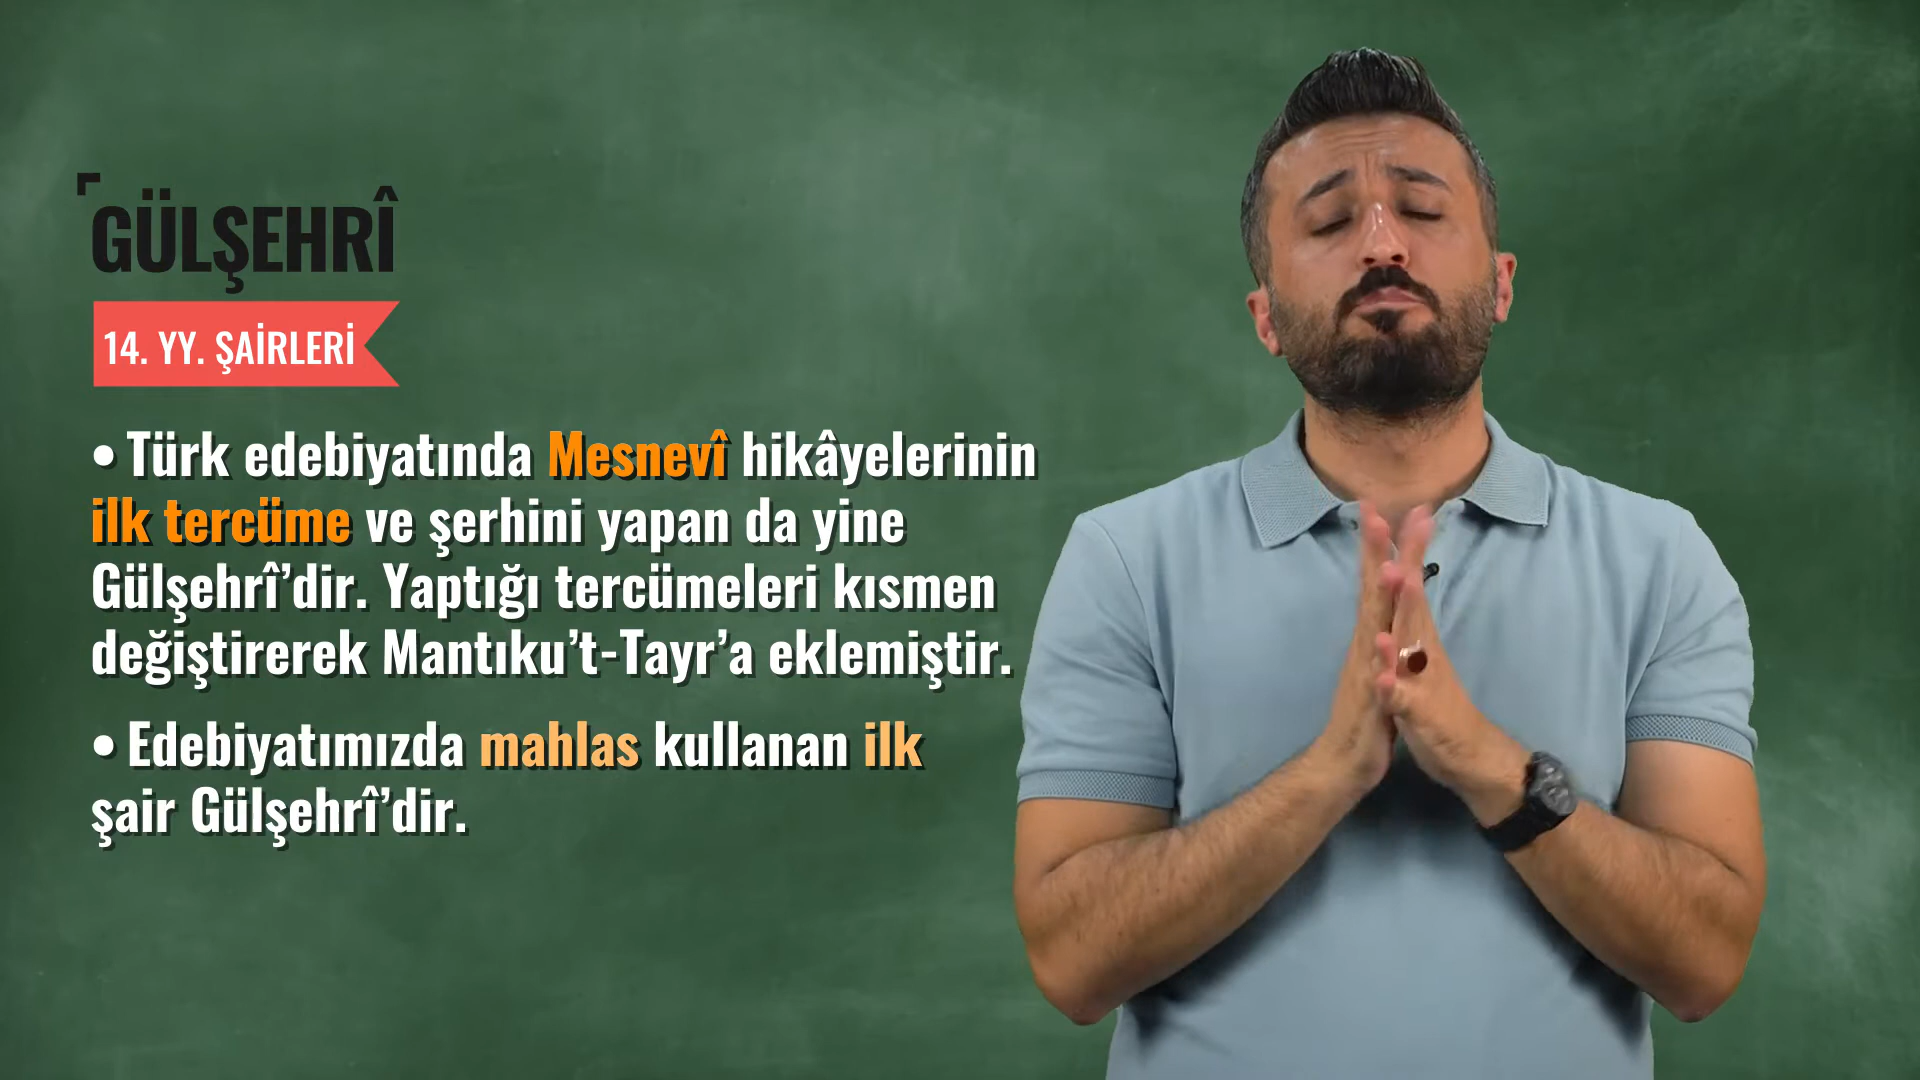 GÜLŞEHRÎ
14. YY. ŞAİRLERİ
• Türk edebiyatında Mesnevî hikâyelerinin
ilk tercüme ve şerhini yapan da yine
Gülşehrî’dir. Yaptığı tercümeleri kısmen
değiştirerek Mantıku’t-Tayr’a eklemiştir.
• Edebiyatımızda mahlas kullanan ilk
şair Gülşehrî’dir.